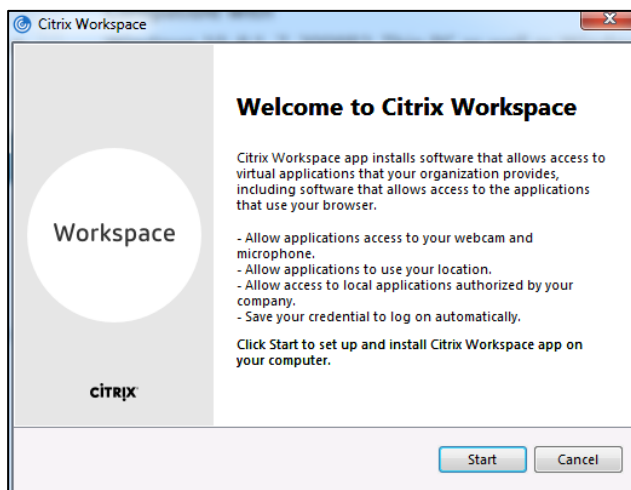 Citrix Workspace
Welcome to Citrix Workspace
Citrix Workspace app installs software that allows access to
virtual applications that your organization provides,
including software that allows access to the applications
that use your browser.
- Allow applications access to your webcam and
microphone.
- Allow applications to use your location.
- Allow access to local applications authorized by your
company.
- Save your credential to log on automatically.
Click Start to set up and install Citrix Workspace app on
your computer.
Workspace
CİTRIX
Start
Cancel